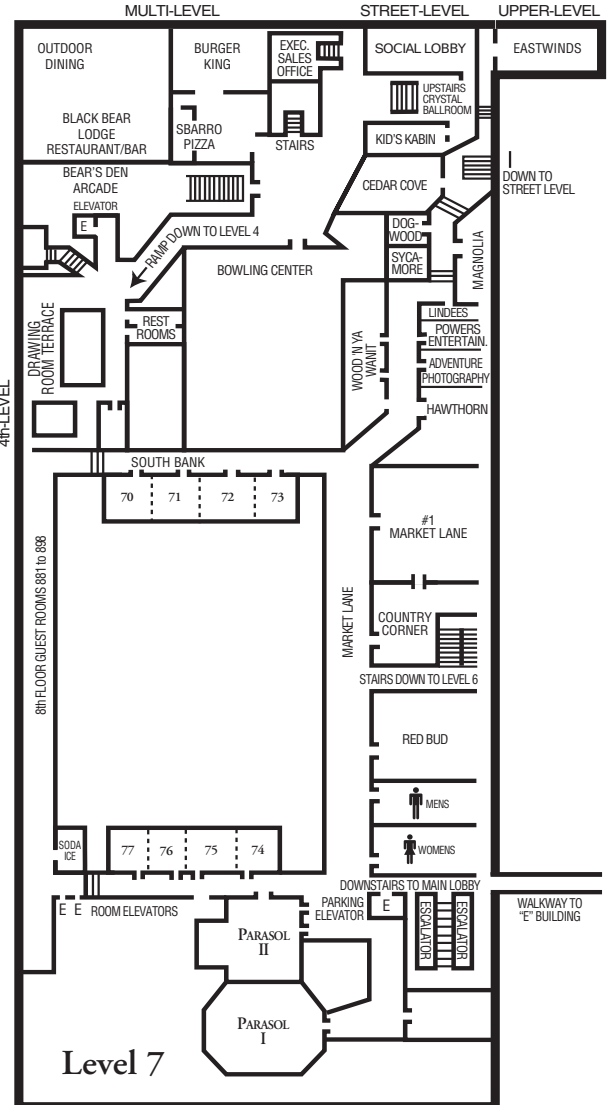 MULTI-LEVEL
STREET-LEVEL
UPPER-LEVEL
OUTDOOR
DINING
BURGER
KING
EXEC.
SALES
OFFICE
SOCIAL LOBBY
EASTWINDS
UPSTAIRS
CRYSTAL
BALLROOM
BLACK BEAR
LODGE
RESTAURANT/BAR
SBARRO
PIZZA
STAIRS
KID'S KABIN
BEAR'S DEN
ARCADE
CEDAR COVE
DOWN TO
STREET LEVEL
ELEVATOR
E
RAMP DOWN TO LEVEL 4
DOG-
WOOD
SYCA-
MORE
MAGNOLIA
BOWLING CENTER
REST
ROOMS
DRAWING
ROOM TERRACE
4th-LEVEL
WOOD 'N YA
WANIT
LINDEES
POWERS
ENTERTAIN.
ADVENTURE
PHOTOGRAPHY
HAWTHORN
SOUTH BANK
70
71
72
73
#1
MARKET LANE
8th FLOOR GUEST ROOMS 881 to 898
MARKET LANE
COUNTRY
CORNER
STAIRS DOWN TO LEVEL 6
RED BUD
MENS
WOMENS
SODA
ICE
77
76
75
74
DOWNSTAIRS TO MAIN LOBBY
E E
ROOM ELEVATORS
PARKING
ELEVATOR
E
ESCALATOR
ESCALATOR
WALKWAY TO
"E" BUILDING
PARASOL
II
PARASOL
I
Level 7